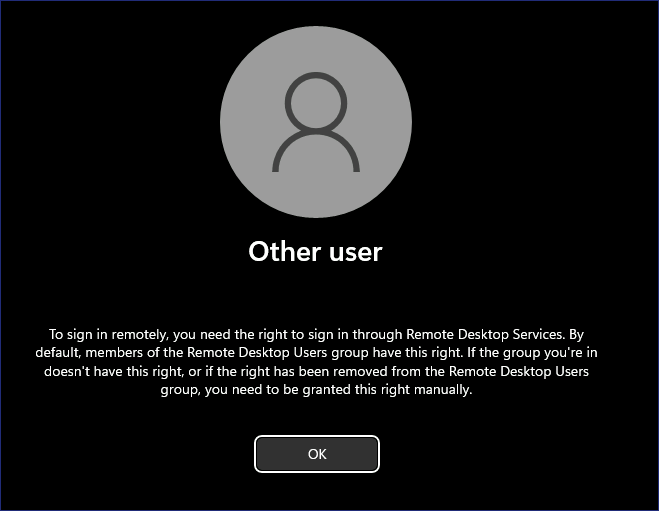 Other user
To sign in remotely, you need the right to sign in through Remote Desktop Services. By
default, members of the Remote Desktop Users group have this right. If the group you're in
doesn't have this right, or if the right has been removed from the Remote Desktop Users
group, you need to be granted this right manually.
OK